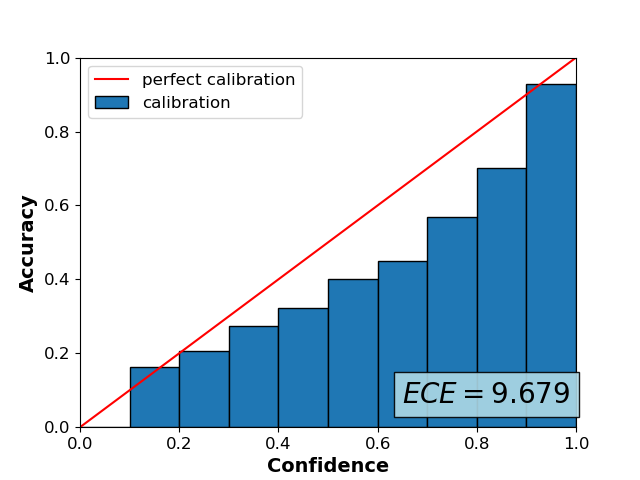 perfect calibration
calibration
1.0
0.8
0.6
0.4
0.2
0.0
Accuracy
ECE = 9.679
0.0 0.2 0.4 0.6 0.8 1.0
Confidence